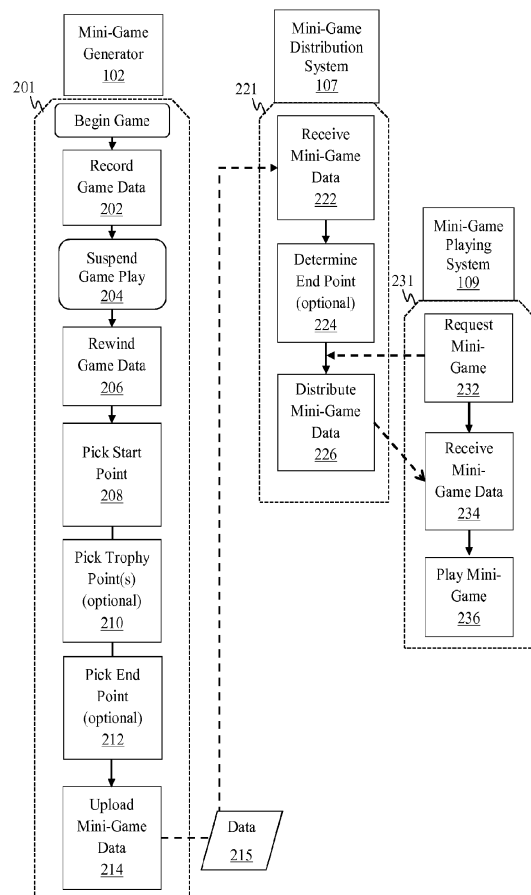 Mini-Game
Generator
102
201
Begin Game
Record
Game Data
202
Suspend
Game Play
204
Rewind
Game Data
206
Pick Start
Point
208
Pick Trophy
Point(s)
(optional)
210
Pick End
Point
(optional)
212
Upload
Mini-Game
Data
214
Data
215
Mini-Game
Distribution
System
107
221
Receive
Mini-Game
Data
222
Determine
End Point
(optional)
224
Distribute
Mini-Game
Data
226
Mini-Game
Playing
System
109
231
Request
Mini-
Game
232
Receive
Mini-
Game Data
234
Play Mini-
Game
236